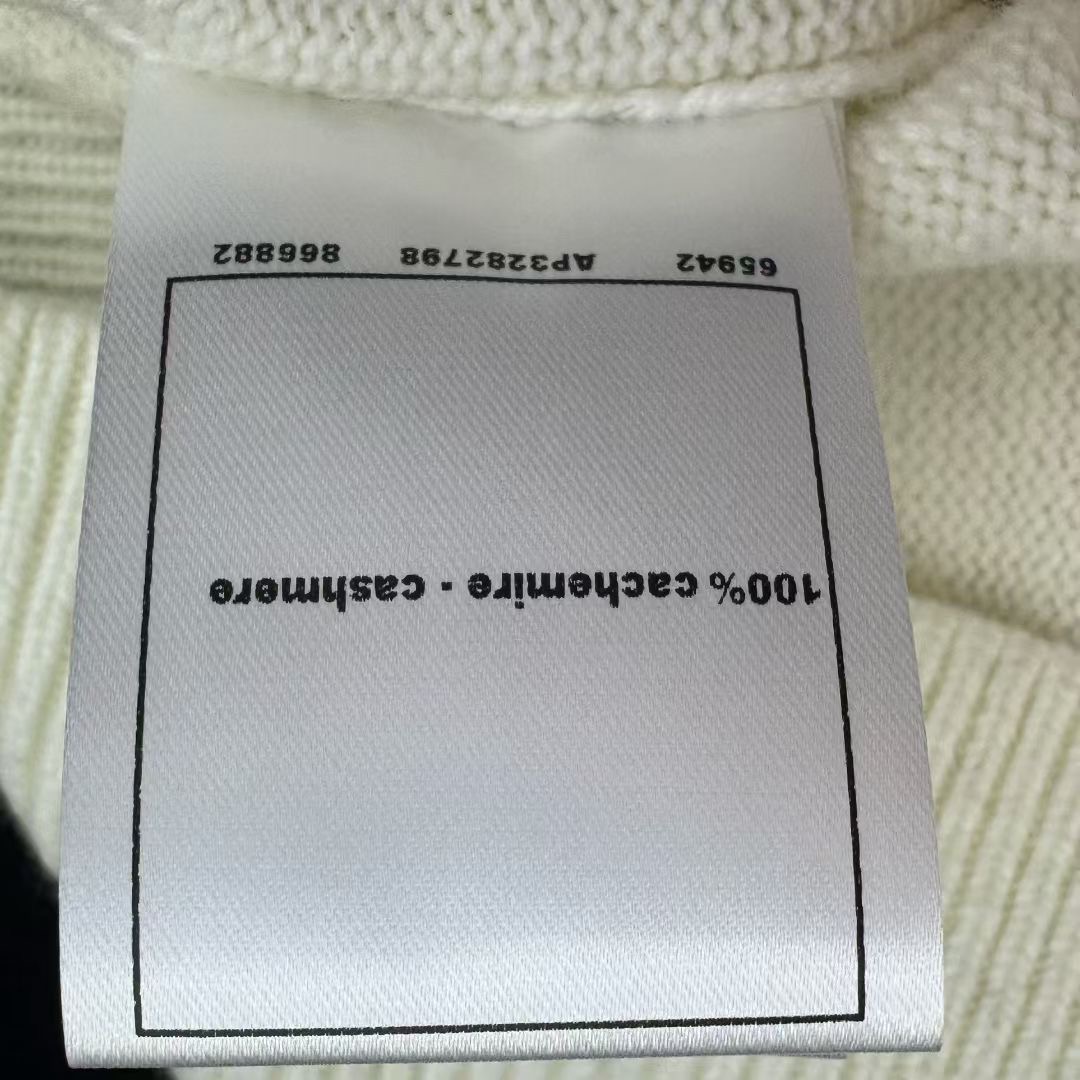 100% cachemire - cashmere
65942 AP3282798 866882